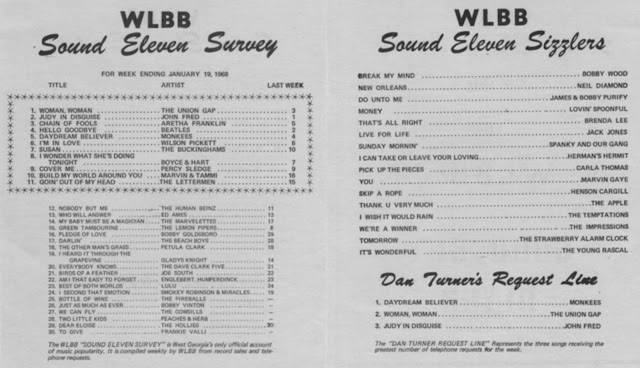 WLBB
Sound Eleven Survey
FOR WEEK ENDING JANUARY 19, 1968
TITLE ARTIST LAST WEEK
1. WOMAN, WOMAN THE UNION GAP 3
2. JUDY IN DISGUISE JOHN FRED 1
3. CHAIN OF FOOLS ARETHA FRANKLIN 5
4. HELLO GOODBYE BEATLES 2
5. DAYDREAM BELIEVER MONKEES 4
6. I'M IN LOVE WILSON PICKETT 6
7. SUSAN THE BUCKINGHAMS 10
8. I WONDER WHAT SHE'S DOING
TONIGHT BOYCE & HART 7
9. COVER ME PERCY SLEDGE 9
10. BUILD MY WORLD AROUND YOU MARVIN & TAMMI 16
11. GOIN' OUT OF MY HEAD THE LETTERMEN 15
12. NOBODY BUT ME THE HUMAN BEINZ 11
13. WHO WILL ANSWER ED AMES 13
14. MY BABY MUST BE A MAGICIAN THE MARVELETTES 17
15. GREEN TAMBOURINE THE LEMON PIPERS 8
16. PLEDGE OF LOVE BOBBY GOLDSBORO 29
17. DARLIN' THE BEACH BOYS 28
18. THE OTHER MAN'S GRASS PETULA CLARK 18
19. I HEARD IT THROUGH THE
GRAPEVINE GLADYS KNIGHT 14
20. EVERYBODY KNOWS THE DAVE CLARK FIVE 21
21. BIRDS OF A FEATHER JOE SOUTH 22
22. AM I THAT EASY TO FORGET ENGLEBERT HUMPERDINCK 23
23. BEST OF BOTH WORLDS LULU 24
24. I SECOND THAT EMOTION SMOKEY ROBINSON & MIRACLES 19
25. BOTTLE OF WINE THE FIREBALLS —
26. JUST AS MUCH AS EVER BOBBY VINTON —
27. WE CAN FLY THE COWSILLS —
28. TWO LITTLE KIDS PEACHES & HERB —
29. DEAR ELOISE THE HOLLIES 30
30. TO GIVE FRANKIE VALLI —
The WLBB "SOUND ELEVEN SURVEY" is West Georgia's only official account
of music popularity. It is compiled weekly by WLBB from record sales and tele-
phone requests.
WLBB
Sound Eleven Sizzlers
BREAK MY MIND BOBBY WOOD
NEW ORLEANS NEIL DIAMOND
DO UNTO ME JAMES & BOBBY PURIFY
MONEY LOVIN' SPOONFUL
THAT'S ALL RIGHT BRENDA LEE
LIVE FOR LIFE JACK JONES
SUNDAY MORNIN' SPANKY AND OUR GANG
I CAN TAKE OR LEAVE YOUR LOVING HERMAN'S HERMIT
PICK UP THE PIECES CARLA THOMAS
YOU MARVIN GAYE
SKIP A ROPE HENSON CARGILL
THANK U VERY MUCH THE APPLE
I WISH IT WOULD RAIN THE TEMPTATIONS
WE'RE A WINNER THE IMPRESSIONS
TOMORROW THE STRAWBERRY ALARM CLOCK
IT'S WONDERFUL THE YOUNG RASCAL
Dan Turner's Request Line
1. DAYDREAM BELIEVER MONKEES
2. WOMAN, WOMAN THE UNION GAP
3. JUDY IN DISGUISE JOHN FRED
The "DAN TURNER REQUEST LINE" Represents the three songs receiving the
greatest number of telephone requests for the week.